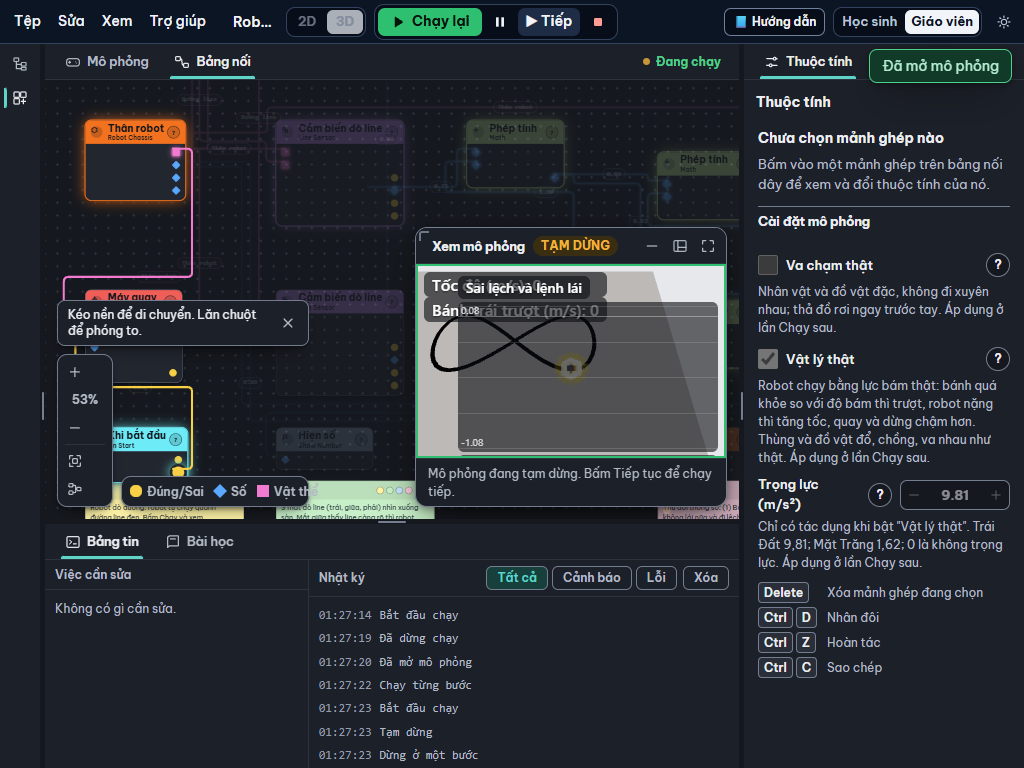 Tệp Sửa Xem Trợ giúp Rob... 2D 3D Chạy lại Tiếp Hướng dẫn Học sinh Giáo viên
Mô phỏng Bảng nối Đang chạy Thuộc tính Đã mở mô phỏng
Thân robot
Robot Chassis
Cảm biến dò line
Line Sensor
Phép tính
Math
Phép tính
Math
Máy quay
Cảm biến dò line
Kéo nền để di chuyển. Lăn chuột
để phóng to.
53%
Khi bắt đầu
Hiện số
Show Number
Đúng/Sai Số Vật thể
Xem mô phỏng TẠM DỪNG
Sai lệch và lệnh lái
Bánh trái trượt (m/s): 0
0.08
-1.08
Mô phỏng đang tạm dừng. Bấm Tiếp tục để chạy
tiếp.
Thuộc tính
Chưa chọn mảnh ghép nào
Bấm vào một mảnh ghép trên bảng nối
dây để xem và đổi thuộc tính của nó.
Cài đặt mô phỏng
Va chạm thật ?
Nhân vật và đồ vật đặc, không đi xuyên
nhau; thả đồ rơi ngay trước tay. Áp dụng ở
lần Chạy sau.
Vật lý thật ?
Robot chạy bằng lực bám thật: bánh quá
khỏe so với độ bám thì trượt, robot nặng
thì tăng tốc, quay và dừng chậm hơn.
Thùng và đồ vật đổ, chồng, va nhau như
thật. Áp dụng ở lần Chạy sau.
Trọng lực
(m/s²) ? − 9.81 +
Chỉ có tác dụng khi bật "Vật lý thật". Trái
Đất 9,81; Mặt Trăng 1,62; 0 là không trọng
lực. Áp dụng ở lần Chạy sau.
Delete Xóa mảnh ghép đang chọn
Ctrl D Nhân đôi
Ctrl Z Hoàn tác
Ctrl C Sao chép
Bảng tin Bài học
Việc cần sửa
Không có gì cần sửa.
Nhật ký Tất cả Cảnh báo Lỗi Xóa
01:27:14 Bắt đầu chạy
01:27:19 Đã dừng chạy
01:27:20 Đã mở mô phỏng
01:27:22 Chạy từng bước
01:27:23 Bắt đầu chạy
01:27:23 Tạm dừng
01:27:23 Dừng ở một bước